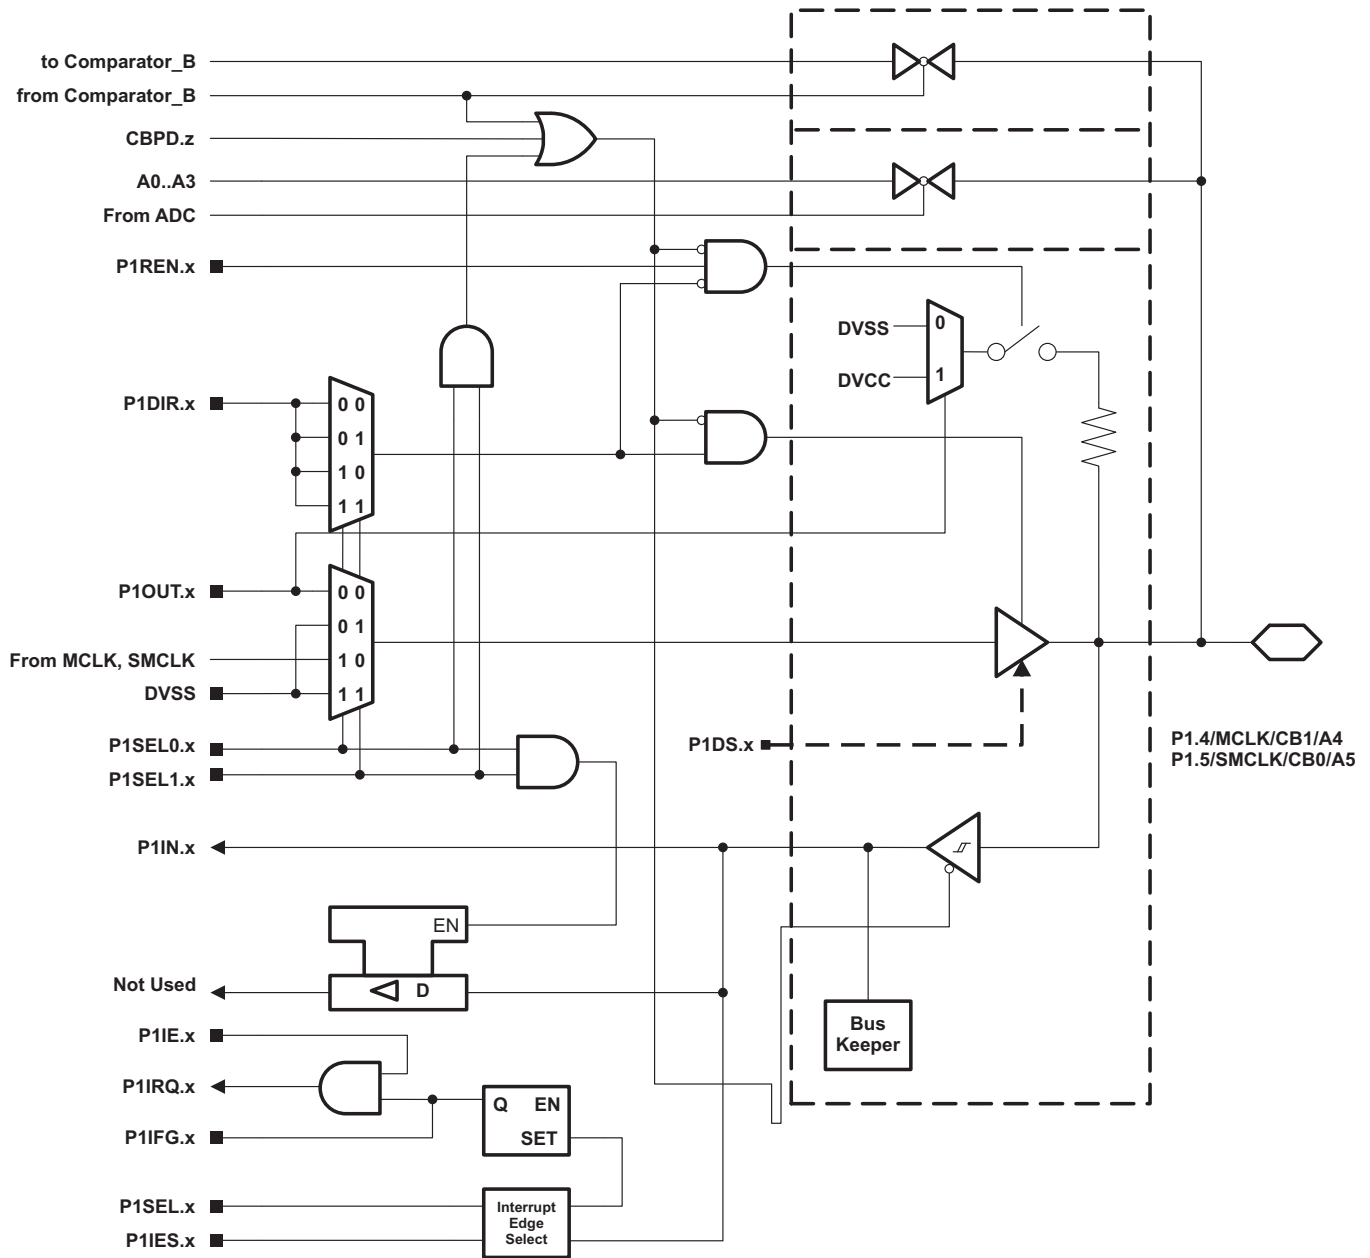 to Comparator_B
from Comparator_B
CBPD.z
A0..A3
From ADC
P1REN.x
DVSS
0
DVCC
1
P1DIR.x
0 0
0 1
1 0
1 1
P1OUT.x
0 0
0 1
From MCLK, SMCLK
1 0
DVSS
1 1
P1SEL0.x
P1SEL1.x
P1DS.x
P1.4/MCLK/CB1/A4
P1.5/SMCLK/CB0/A5
P1IN.x
EN
Not Used
D
Bus
Keeper
P1IE.x
P1IRQ.x
Q EN
SET
P1IFG.x
P1SEL.x
P1IES.x
Interrupt
Edge
Select